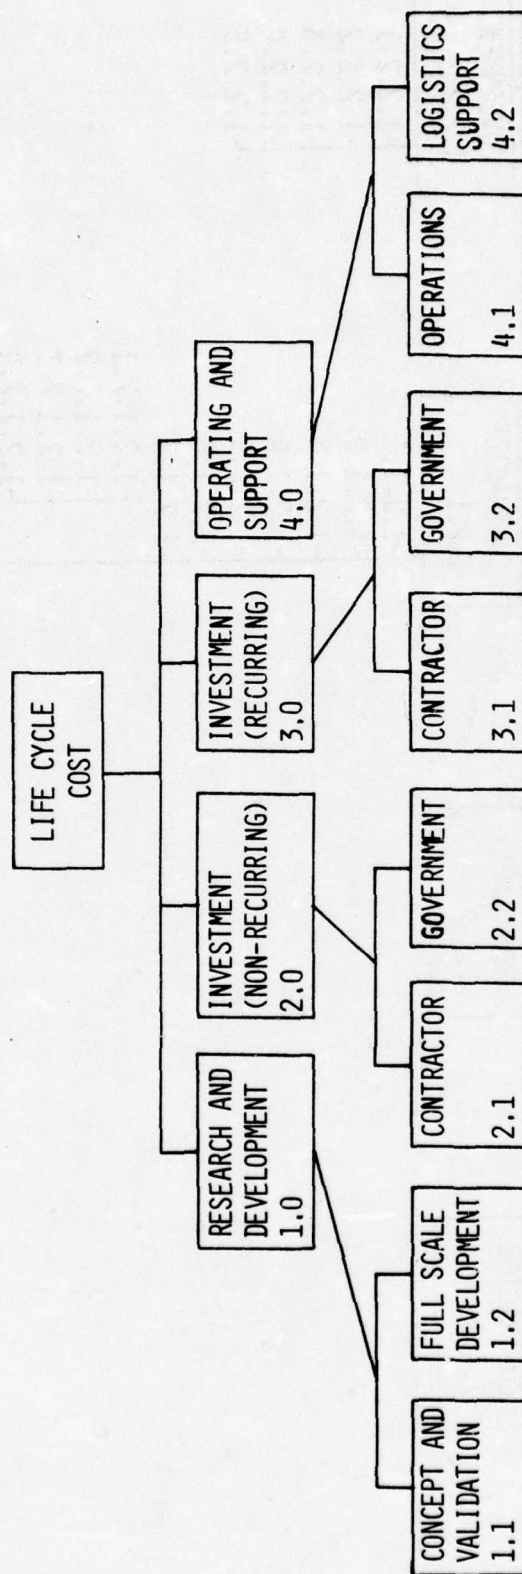 LIFE CYCLE
COST
RESEARCH AND
DEVELOPMENT
1.0
INVESTMENT
(NON-RECURRING)
2.0
INVESTMENT
(RECURRING)
3.0
OPERATING AND
SUPPORT
4.0
CONCEPT AND
VALIDATION
1.1
FULL SCALE
DEVELOPMENT
1.2
CONTRACTOR
2.1
GOVERNMENT
2.2
CONTRACTOR
3.1
GOVERNMENT
3.2
OPERATIONS
4.1
LOGISTICS
SUPPORT
4.2